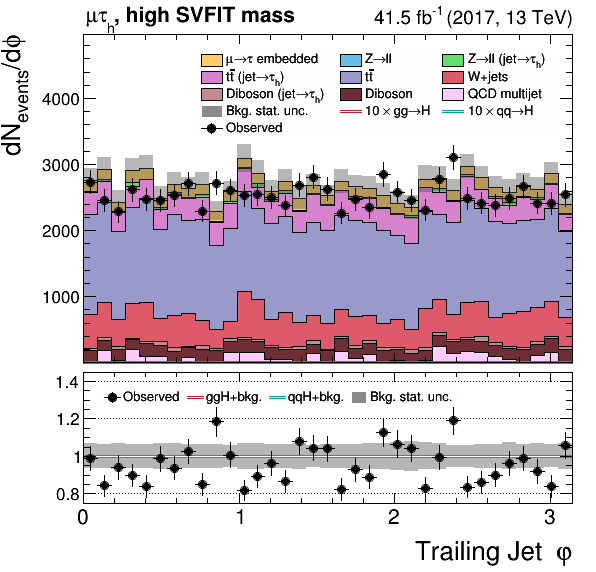 μτh, high SVFIT mass 41.5 fb⁻¹ (2017, 13 TeV)
dNevents/dφ
μ→τ embedded Z→ll Z→ll (jet→τh)
tt̄ (jet→τh) tt̄ W+jets
Diboson (jet→τh) Diboson QCD multijet
Bkg. stat. unc. 10 × gg→H 10 × qq→H
Observed
4000
3000
2000
1000
1.4
Observed ggH+bkg. qqH+bkg. Bkg. stat. unc.
1.2
1
0.8
0 1 2 3
Trailing Jet φ